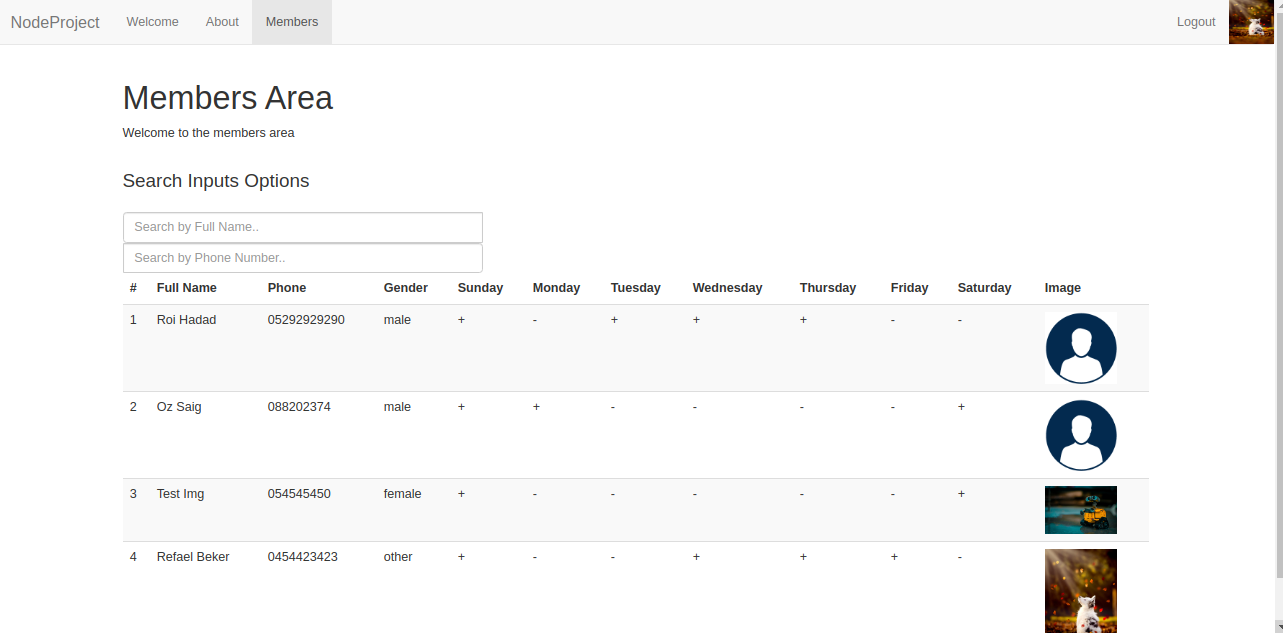 NodeProject Welcome About Members Logout
Members Area
Welcome to the members area
Search Inputs Options
Search by Full Name..
Search by Phone Number..
# Full Name Phone Gender Sunday Monday Tuesday Wednesday Thursday Friday Saturday Image
1 Roi Hadad 05292929290 male + - + + + - -
2 Oz Saig 088202374 male + + - - - - +
3 Test Img 054545450 female + - - - - - +
4 Refael Beker 0454423423 other + - - + + + -